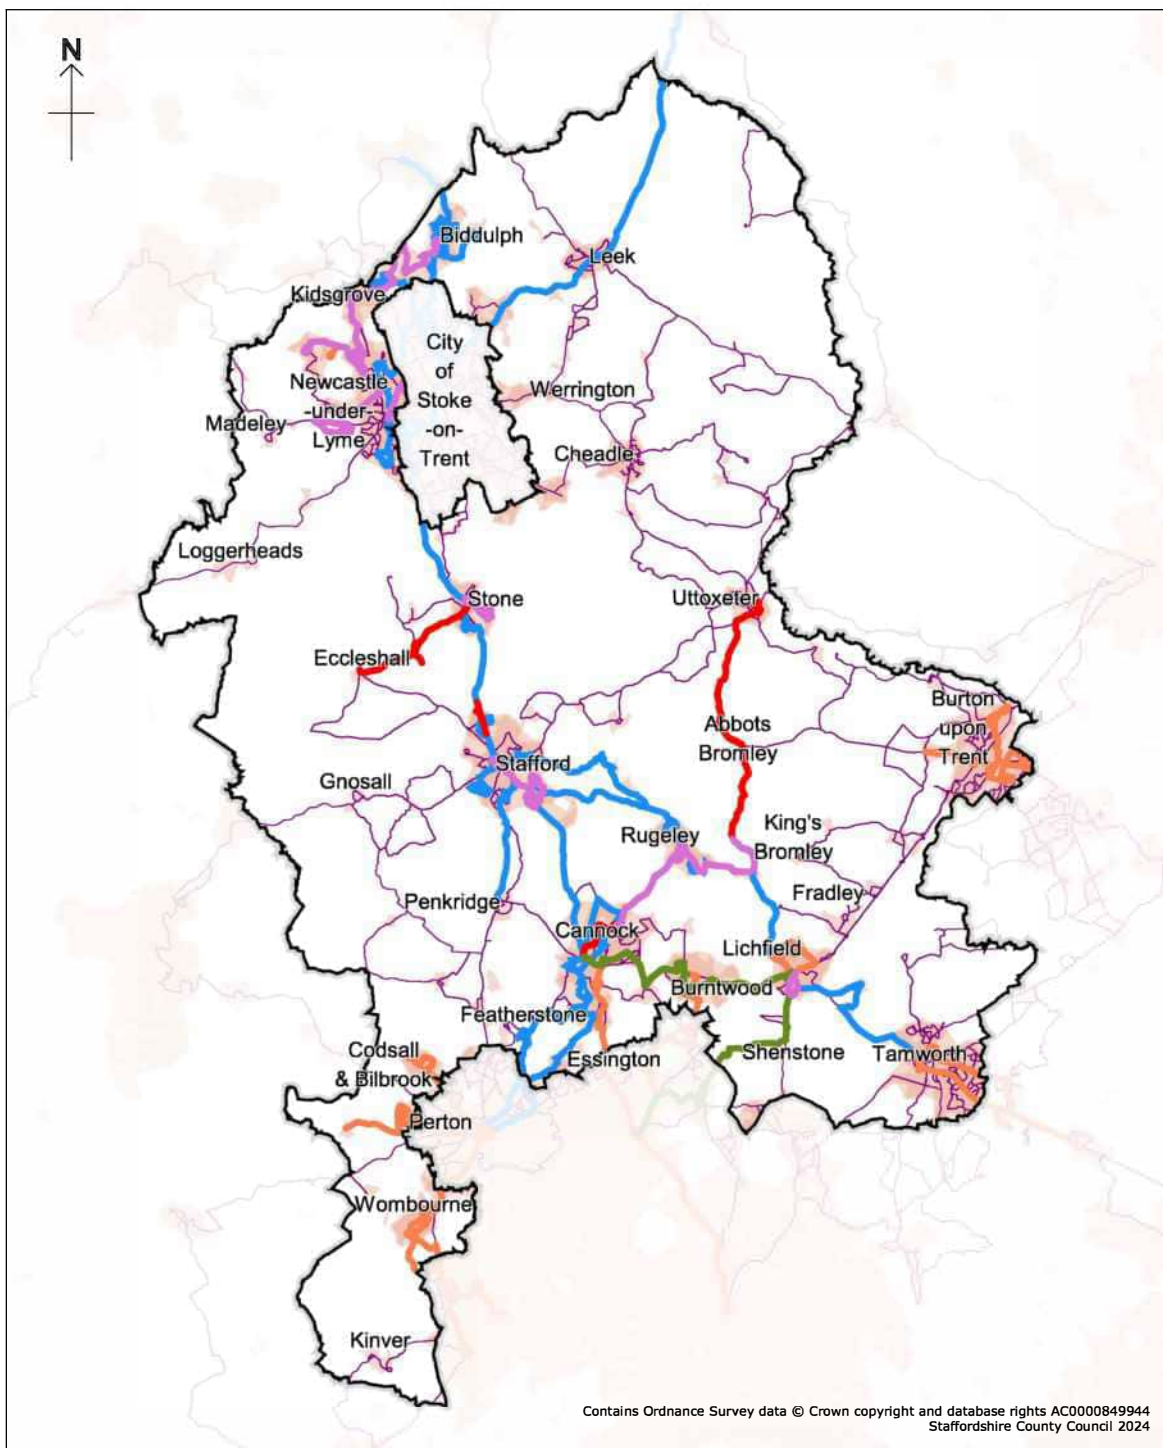 N
Biddulph
Leek
Kidsgrove
City
of
Stoke
-on-
Trent
Newcastle
-under-
Lyme
Madeley
Werrington
Cheadle
Loggerheads
Stone
Uttoxeter
Eccleshall
Burton
upon
Trent
Abbots
Bromley
Stafford
Gnosall
Rugeley
King's
Bromley
Penkridge
Fradley
Cannock
Lichfield
Burntwood
Featherstone
Codsall
& Bilbrook
Essington
Shenstone
Tamworth
Perton
Wombourne
Kinver
Contains Ordnance Survey data © Crown copyright and database rights AC0000849944
Staffordshire County Council 2024